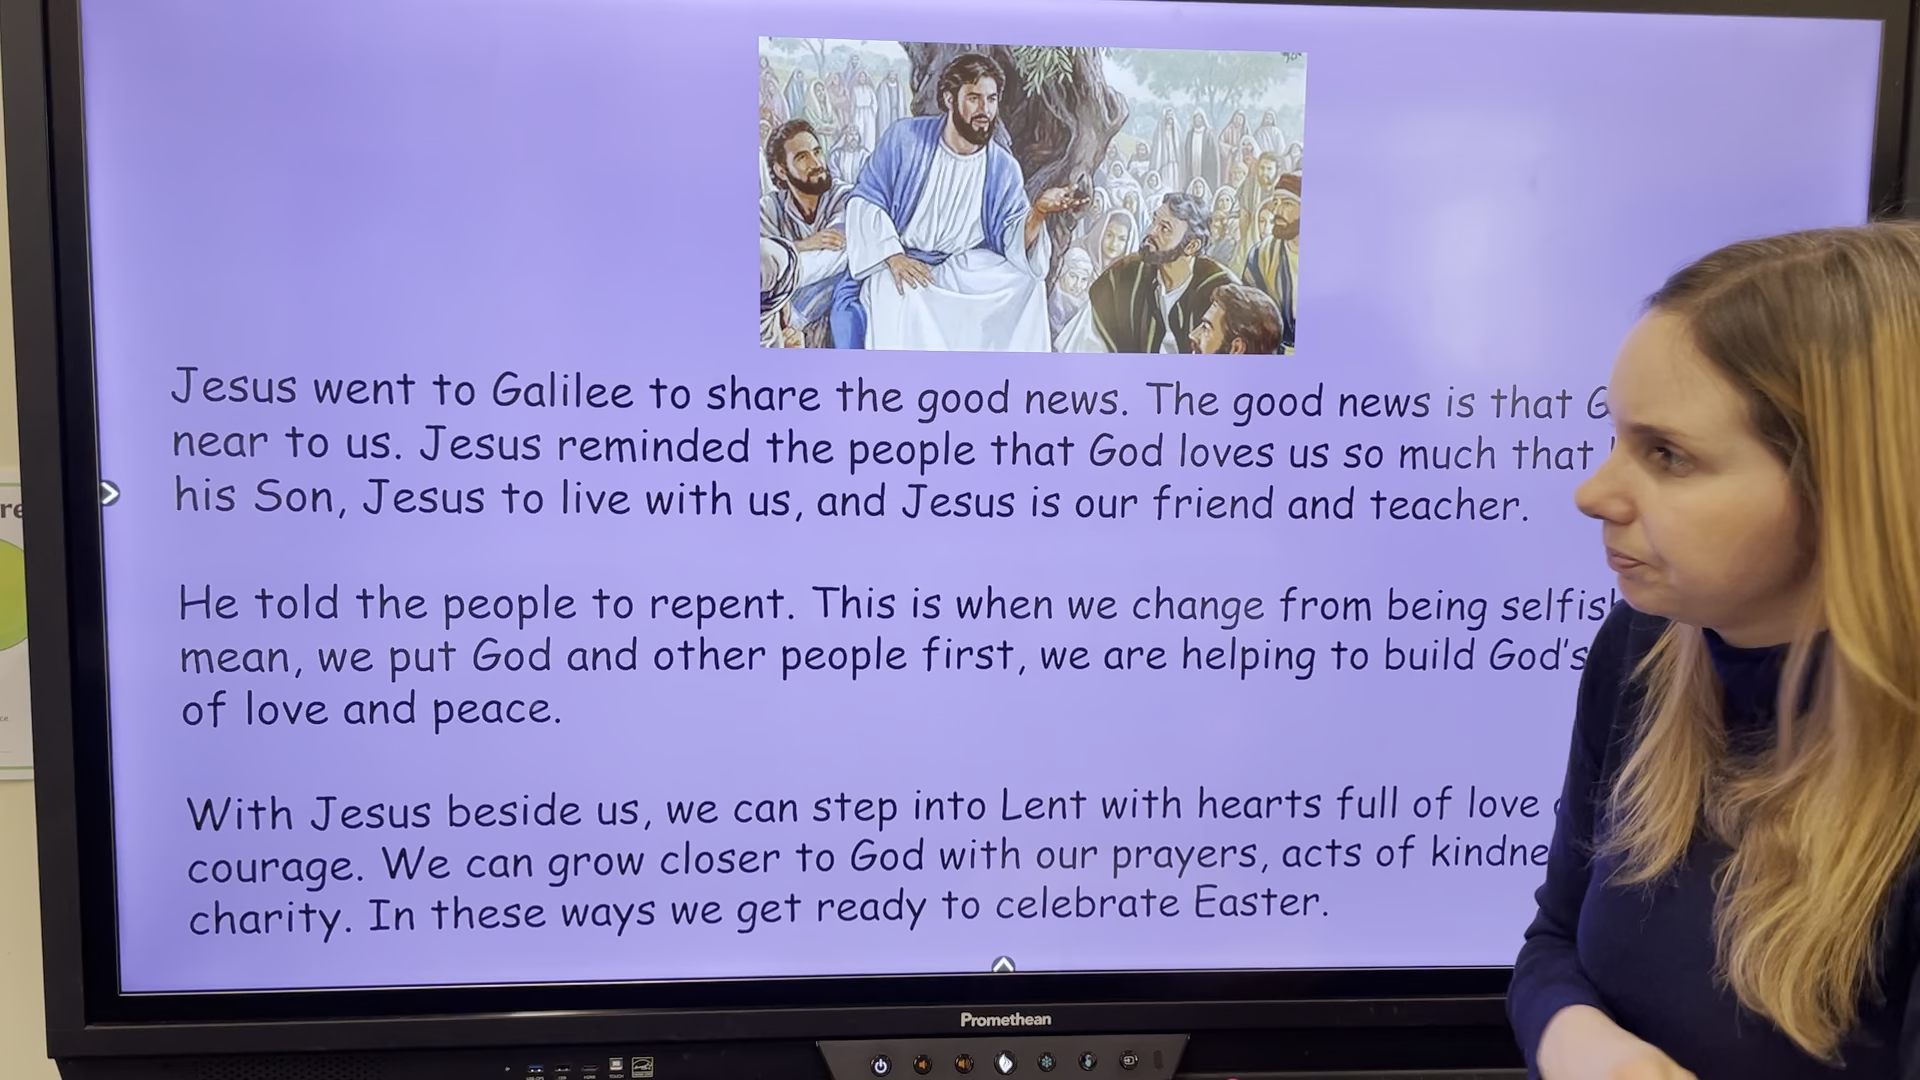 Jesus went to Galilee to share the good news. The good news is that
near to us. Jesus reminded the people that God loves us so much that
his Son, Jesus to live with us, and Jesus is our friend and teacher.
He told the people to repent. This is when we change from being
mean, we put God and other people first, we are helping to build God's
of love and peace.
With Jesus beside us, we can step into Lent with hearts full of love
courage. We can grow closer to God with our prayers, acts of
charity. In these ways we get ready to celebrate Easter.
Promethean